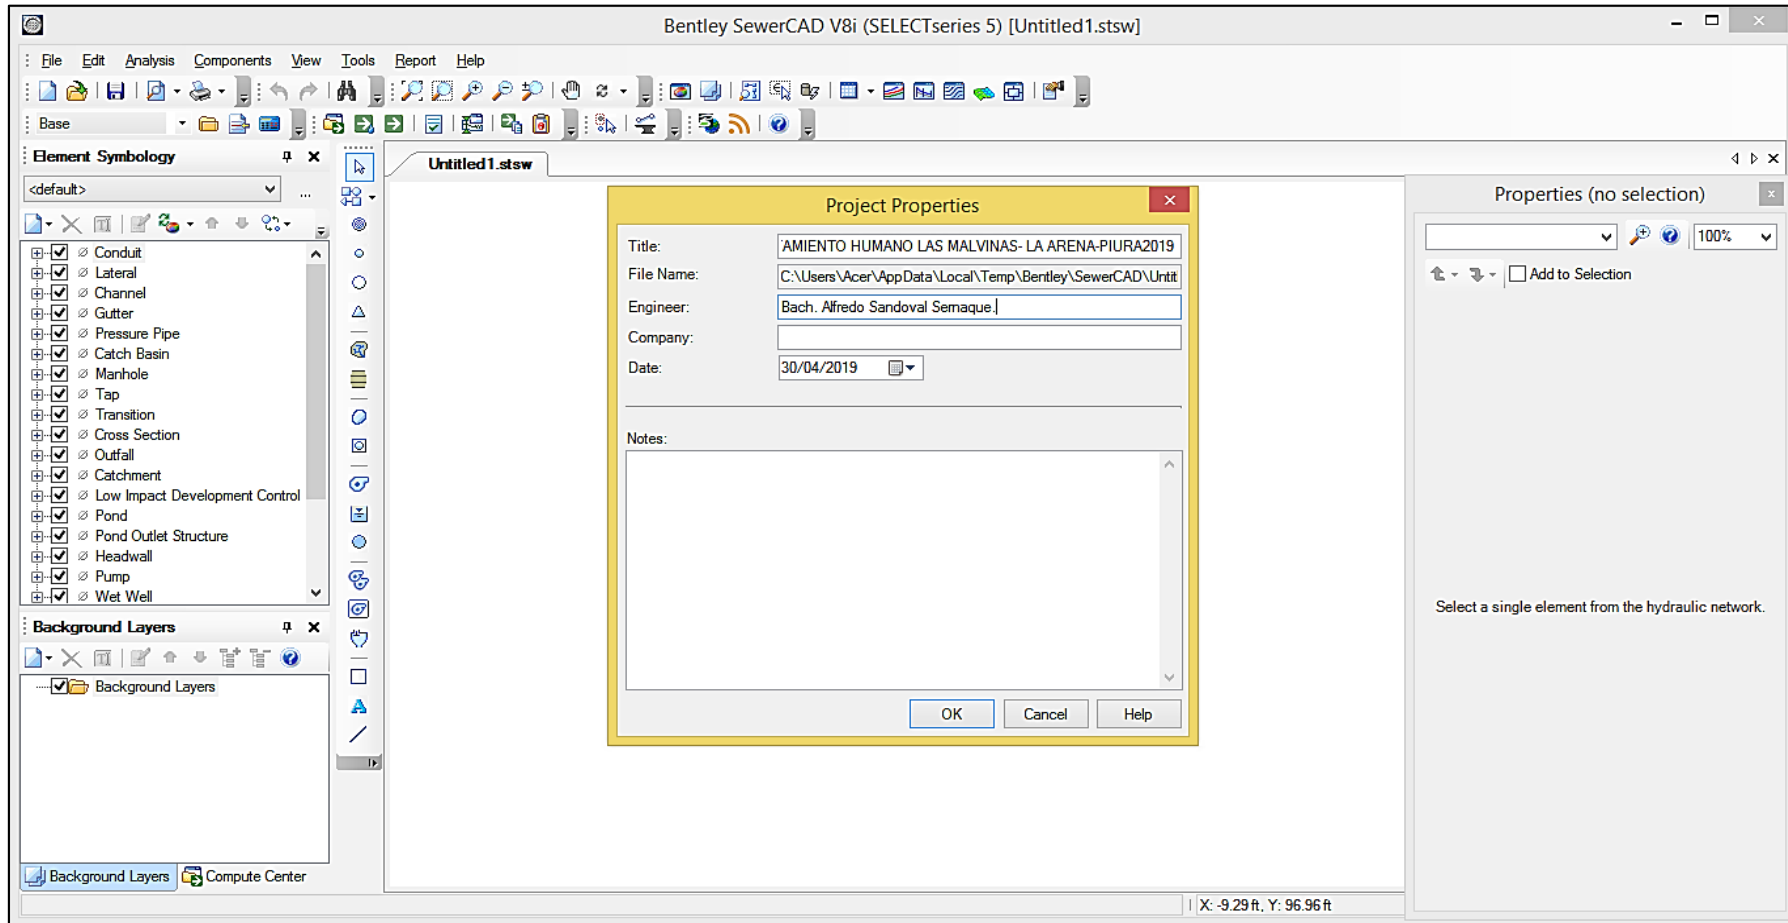 Bentley SewerCAD V8i (SELECTseries 5) [Untitled1.stsw]
File Edit Analysis Components View Tools Report Help
Base
Element Symbology
<default>
...
Conduit
Lateral
Channel
Gutter
Pressure Pipe
Catch Basin
Manhole
Tap
Transition
Cross Section
Outfall
Catchment
Low Impact Development Control
Pond
Pond Outlet Structure
Headwall
Pump
Wet Well
Background Layers
Background Layers
Background Layers Compute Center
Untitled1.stsw
Project Properties
Title: AMIENTO HUMANO LAS MALVINAS- LA ARENA-PIURA2019
File Name: C:\Users\Acer\AppData\Local\Temp\Bentley\SewerCAD\Untit
Engineer: Bach. Alfredo Sandoval Semaque.
Company:
Date: 30/04/2019
Notes:
OK Cancel Help
Properties (no selection)
100%
Add to Selection
Select a single element from the hydraulic network.
X: -9.29 ft, Y: 96.96 ft